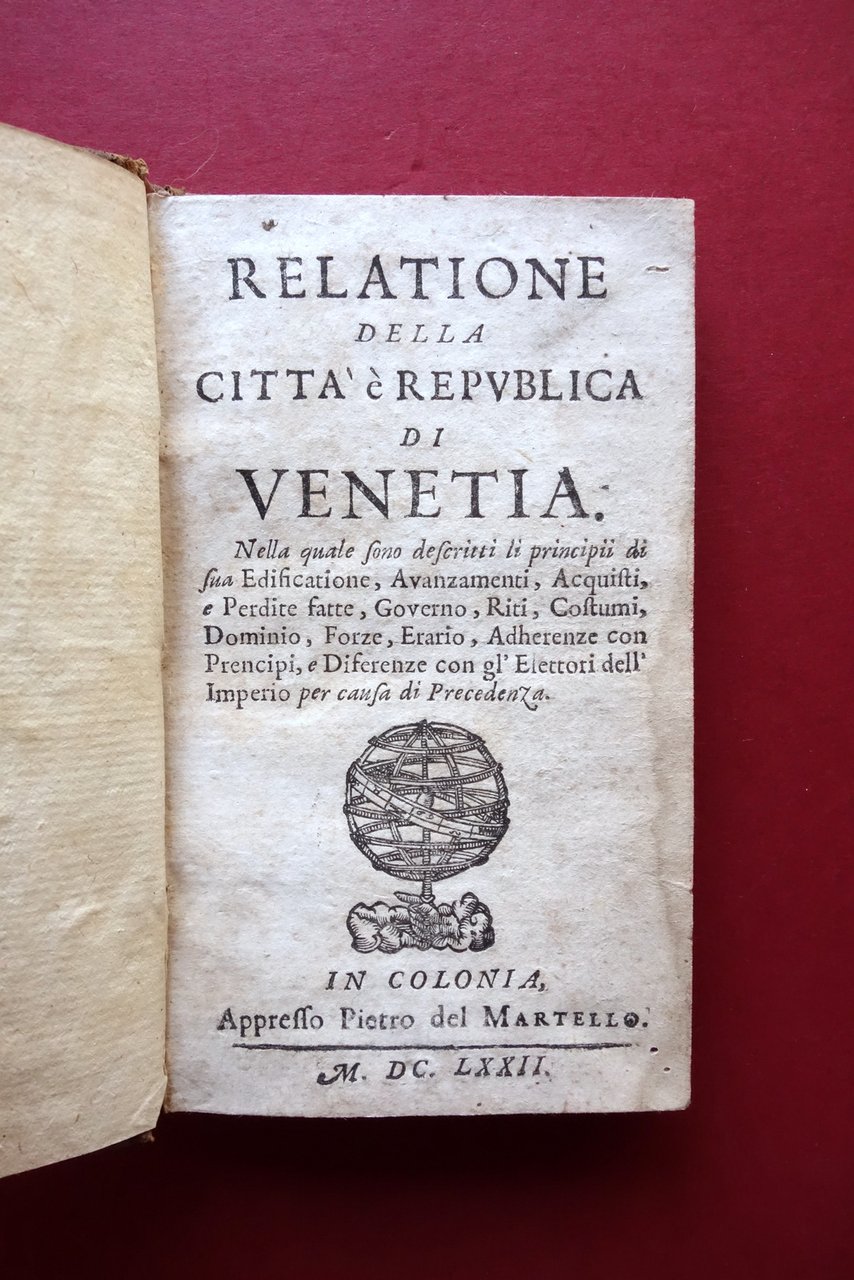 RELATIONE
DELLA
CITTA' è REPVBLICA
DI
VENETIA:
Nella quale ſono deſcritti li principii di
ſua Edificatione, Avanzamenti, Acquiſti,
e Perdite fatte, Governo, Riti, Coſtumi,
Dominio, Forze, Erario, Adherenze con
Prencipi, e Diferenze con gl' Elettori dell'
Imperio per cauſa di Precedenza.
IN COLONIA,
Appreſſo Pietro del MARTELLO.
M. DC. LXXII.